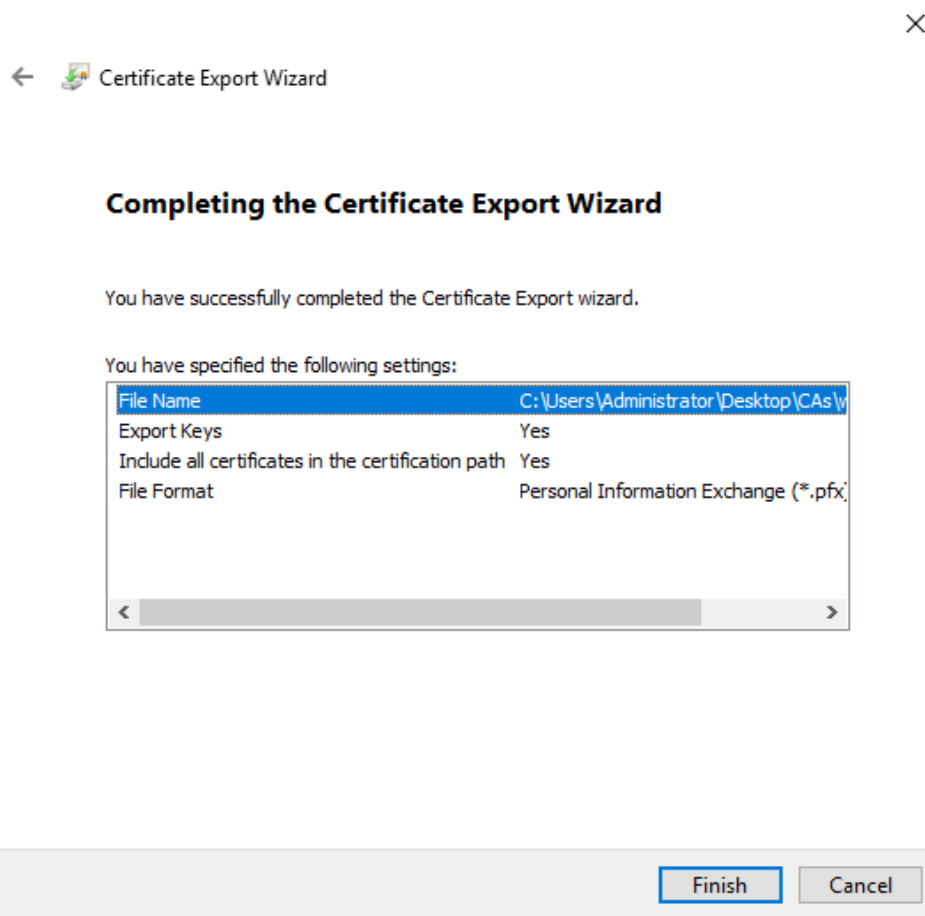 Certificate Export Wizard
Completing the Certificate Export Wizard
You have successfully completed the Certificate Export wizard.
You have specified the following settings:
File Name C:\Users\Administrator\Desktop\CAs\
Export Keys Yes
Include all certificates in the certification path Yes
File Format Personal Information Exchange (*.pfx)
Finish Cancel